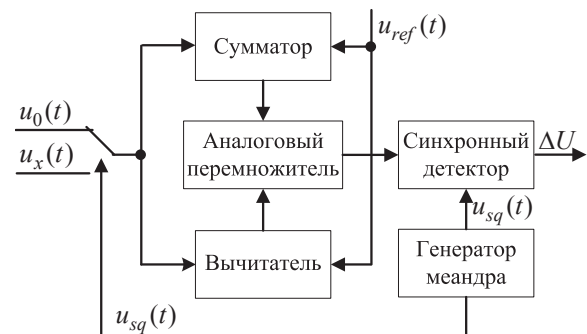 Сумматор
u_ref(t)
u_0(t)
u_x(t)
Аналоговый
перемножитель
Синхронный
детектор
ΔU
u_sq(t)
Вычитатель
Генератор
меандра
u_sq(t)